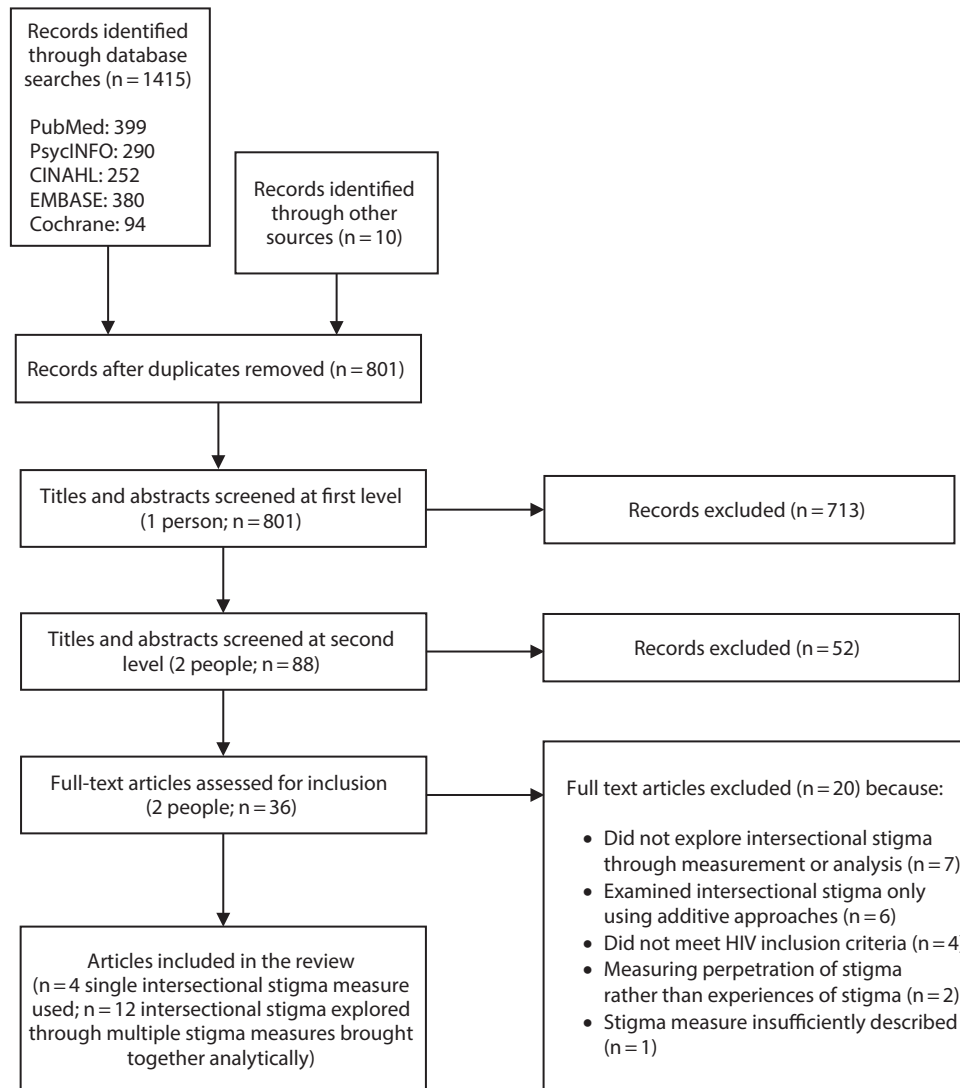 Records identified
through database
searches (n = 1415)
PubMed: 399
PsycINFO: 290
CINAHL: 252
EMBASE: 380
Cochrane: 94
Records identified
through other
sources (n = 10)
Records after duplicates removed (n = 801)
Titles and abstracts screened at first level
(1 person; n = 801)
Records excluded (n = 713)
Titles and abstracts screened at second
level (2 people; n = 88)
Records excluded (n = 52)
Full-text articles assessed for inclusion
(2 people; n = 36)
Full text articles excluded (n = 20) because:
• Did not explore intersectional stigma
through measurement or analysis (n = 7)
• Examined intersectional stigma only
using additive approaches (n = 6)
• Did not meet HIV inclusion criteria (n = 4)
• Measuring perpetration of stigma
rather than experiences of stigma (n = 2)
• Stigma measure insufficiently described
(n = 1)
Articles included in the review
(n = 4 single intersectional stigma measure
used; n = 12 intersectional stigma explored
through multiple stigma measures brought
together analytically)